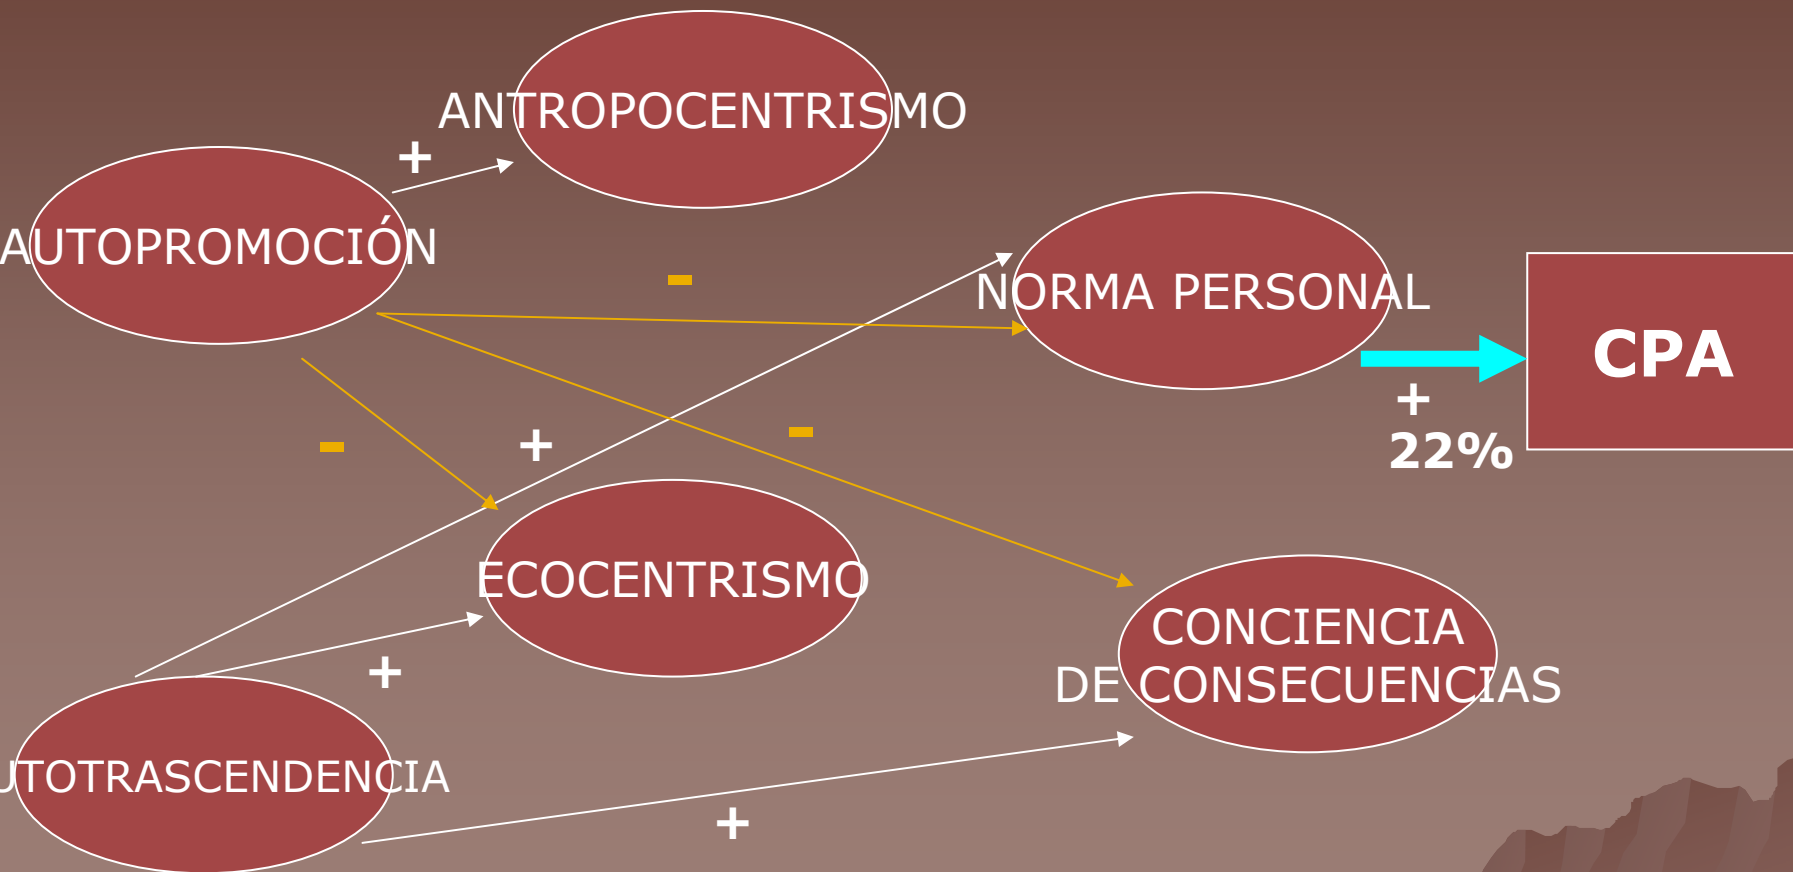 ANTROPOCENTRISMO
+
AUTOPROMOCIÓN
-
NORMA PERSONAL
CPA
+
22%
-
+
-
ECOCENTRISMO
CONCIENCIA
DE CONSECUENCIAS
+
UTOTRASCENDENCIA
+